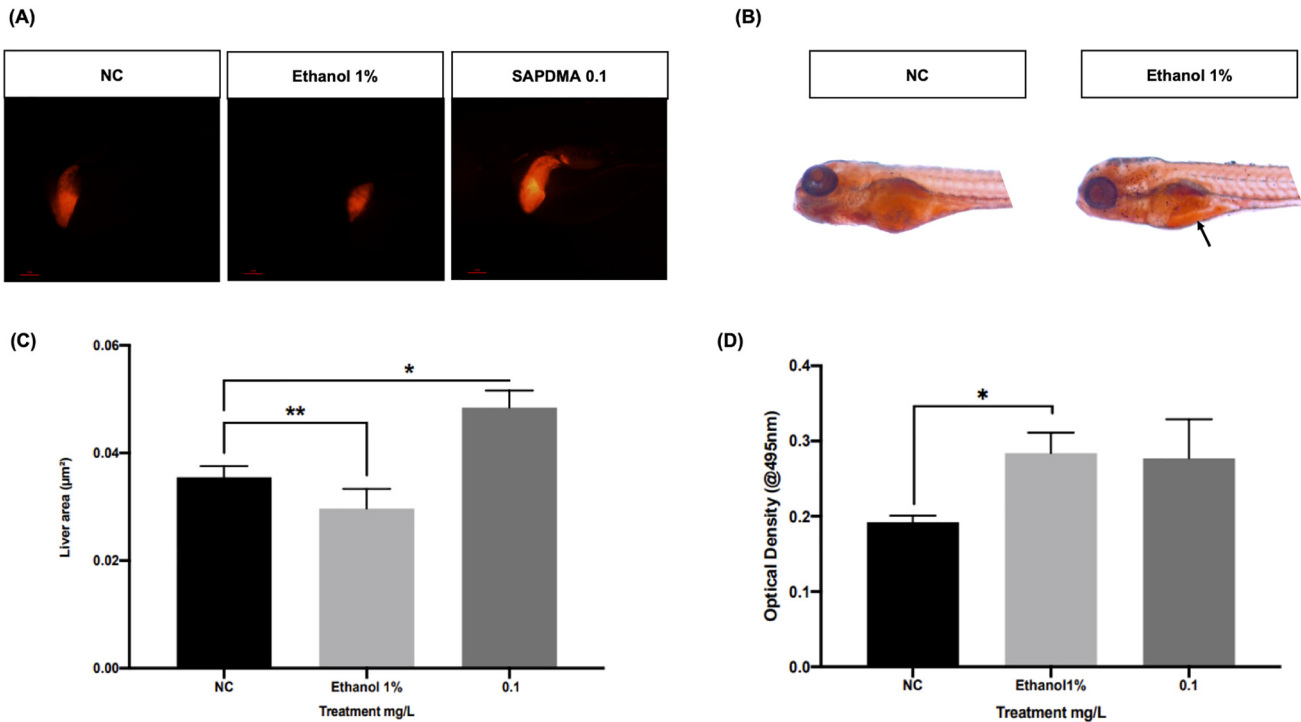 (A)
NC
Ethanol 1%
SAPDMA 0.1
(B)
NC
Ethanol 1%
(C)
Liver area (µm²)
0.06
0.04
0.02
0.00
**
*
NC
Ethanol 1%
0.1
Treatment mg/L
(D)
Optical Density (@495nm)
0.4
0.3
0.2
0.1
0.0
*
NC
Ethanol1%
0.1
Treatment mg/L